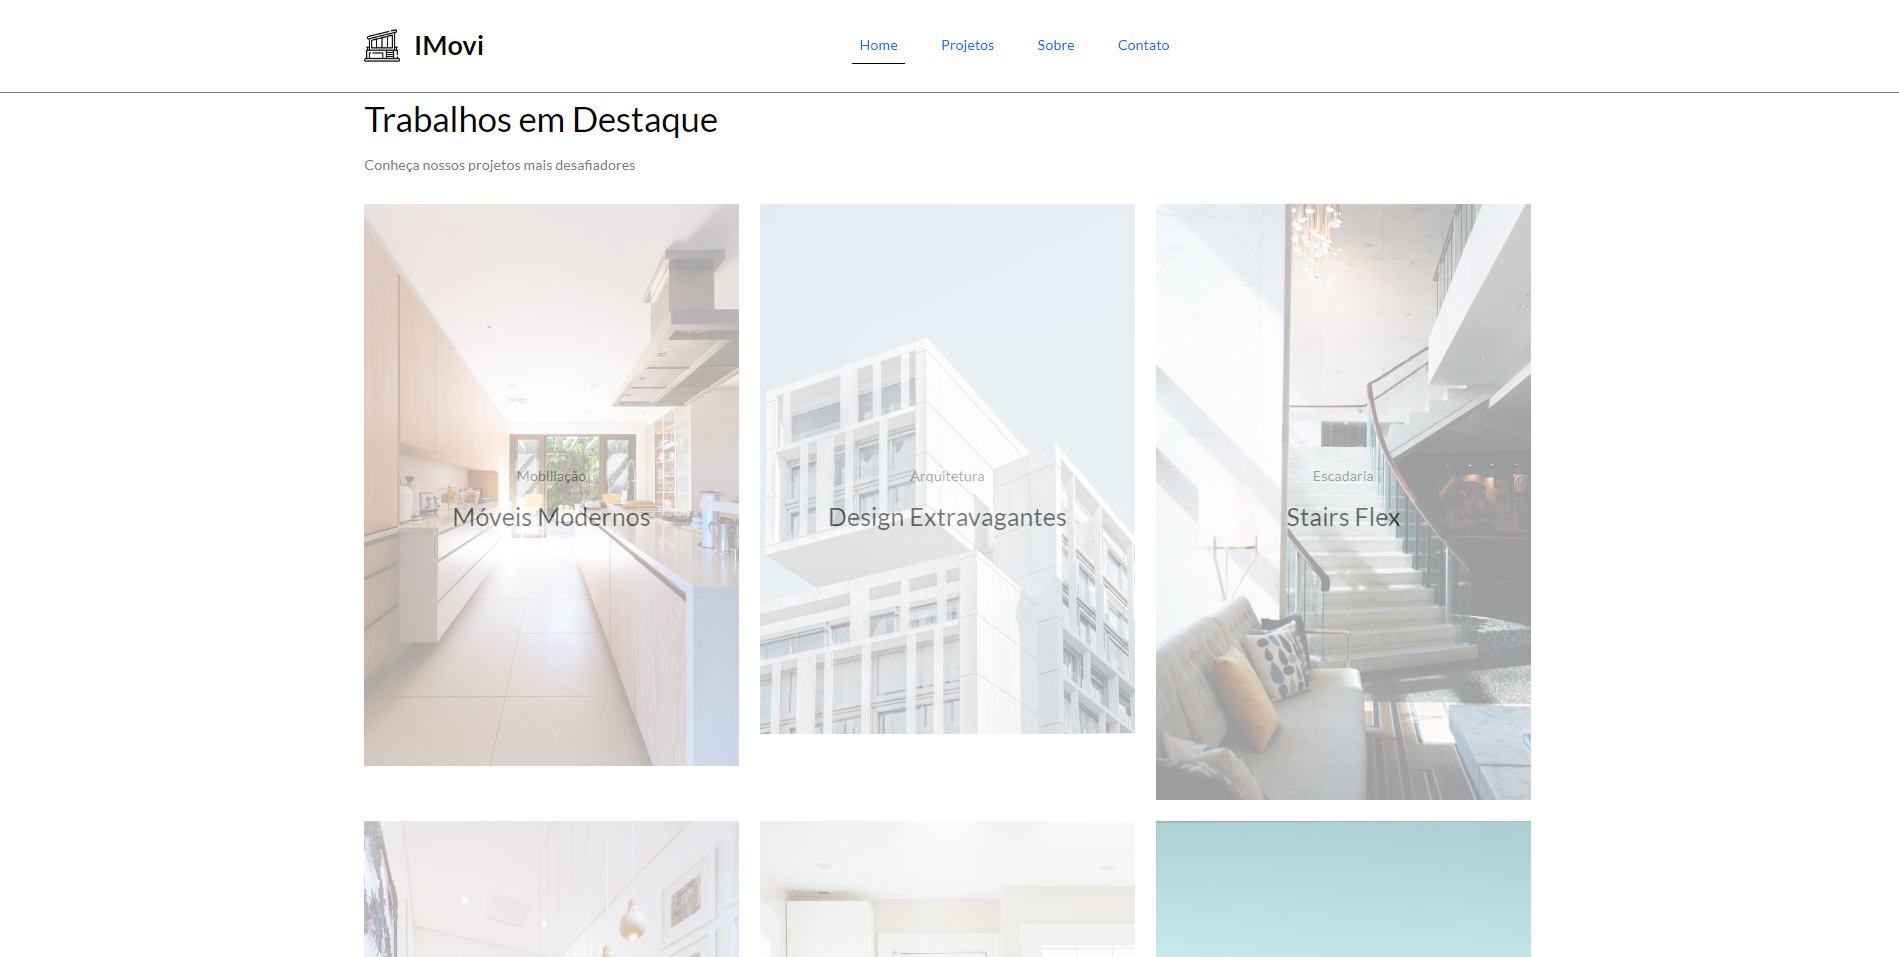 IMovi
Home Projetos Sobre Contato
Trabalhos em Destaque
Conheça nossos projetos mais desafiadores
Mobiliação
Móveis Modernos
Arquitetura
Design Extravagantes
Escadaria
Stairs Flex